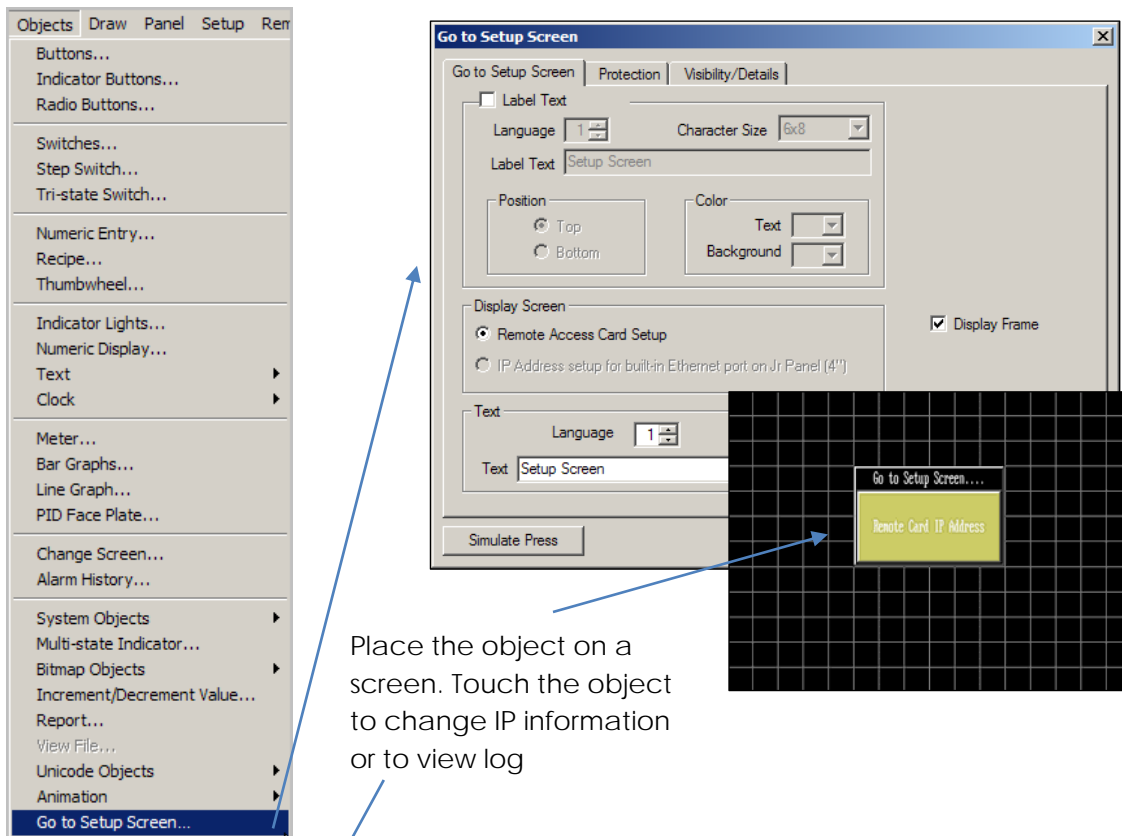 Objects Draw Panel Setup Rem
Buttons...
Indicator Buttons...
Radio Buttons...
Switches...
Step Switch...
Tri-state Switch...
Numeric Entry...
Recipe...
Thumbwheel...
Indicator Lights...
Numeric Display...
Text
Clock
Meter...
Bar Graphs...
Line Graph...
PID Face Plate...
Change Screen...
Alarm History...
System Objects
Multi-state Indicator...
Bitmap Objects
Increment/Decrement Value...
Report...
View File...
Unicode Objects
Animation
Go to Setup Screen...
Go to Setup Screen
Go to Setup Screen Protection Visibility/Details
Label Text
Language 1 Character Size 6x8
Label Text Setup Screen
Position Color
Top Text
Bottom Background
Display Screen
Remote Access Card Setup Display Frame
IP Address setup for built-in Ethernet port on Jr Panel (4")
Text
Language 1
Text Setup Screen
Simulate Press
Go to Setup Screen....
Remote Card IP Address
Place the object on a
screen. Touch the object
to change IP information
or to view log